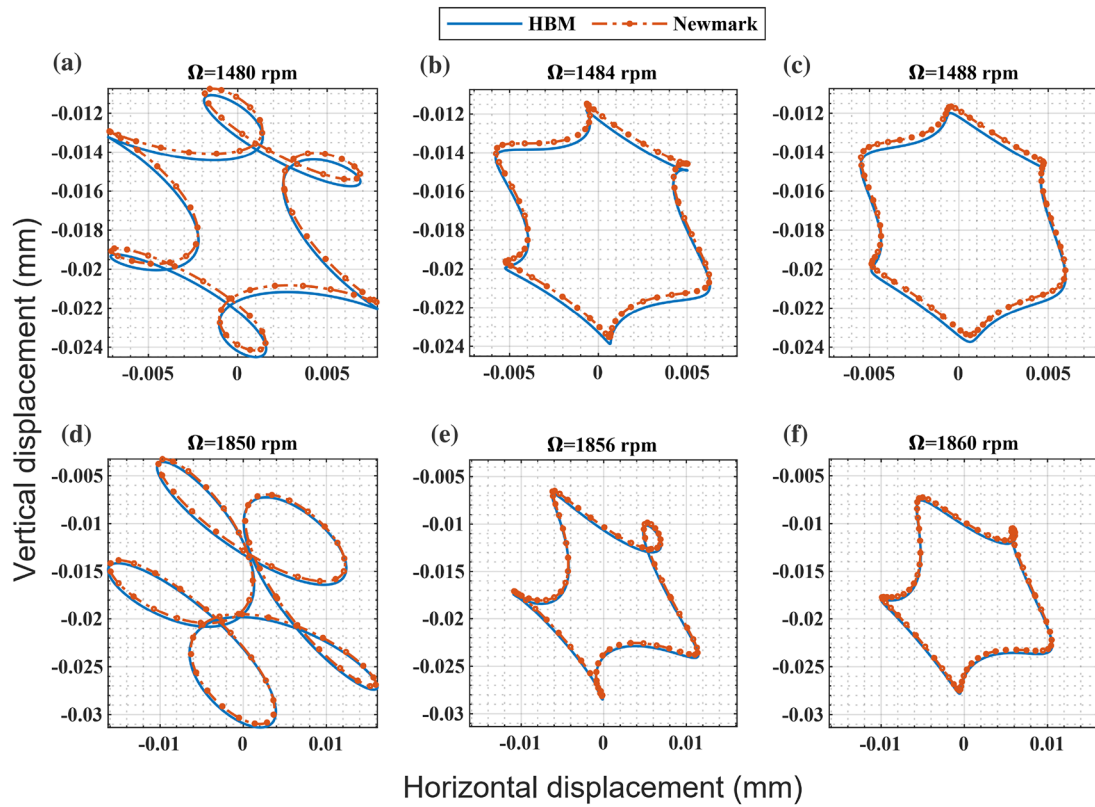 HBM Newmark
(a) Ω=1480 rpm
(b) Ω=1484 rpm
(c) Ω=1488 rpm
-0.012
-0.014
-0.016
-0.018
-0.02
-0.022
-0.024
-0.005 0 0.005
-0.012
-0.014
-0.016
-0.018
-0.02
-0.022
-0.024
-0.005 0 0.005
-0.012
-0.014
-0.016
-0.018
-0.02
-0.022
-0.024
-0.005 0 0.005
(d) Ω=1850 rpm
(e) Ω=1856 rpm
(f) Ω=1860 rpm
-0.005
-0.01
-0.015
-0.02
-0.025
-0.03
-0.01 0 0.01
-0.005
-0.01
-0.015
-0.02
-0.025
-0.03
-0.01 0 0.01
-0.005
-0.01
-0.015
-0.02
-0.025
-0.03
-0.01 0 0.01
Vertical displacement (mm)
Horizontal displacement (mm)